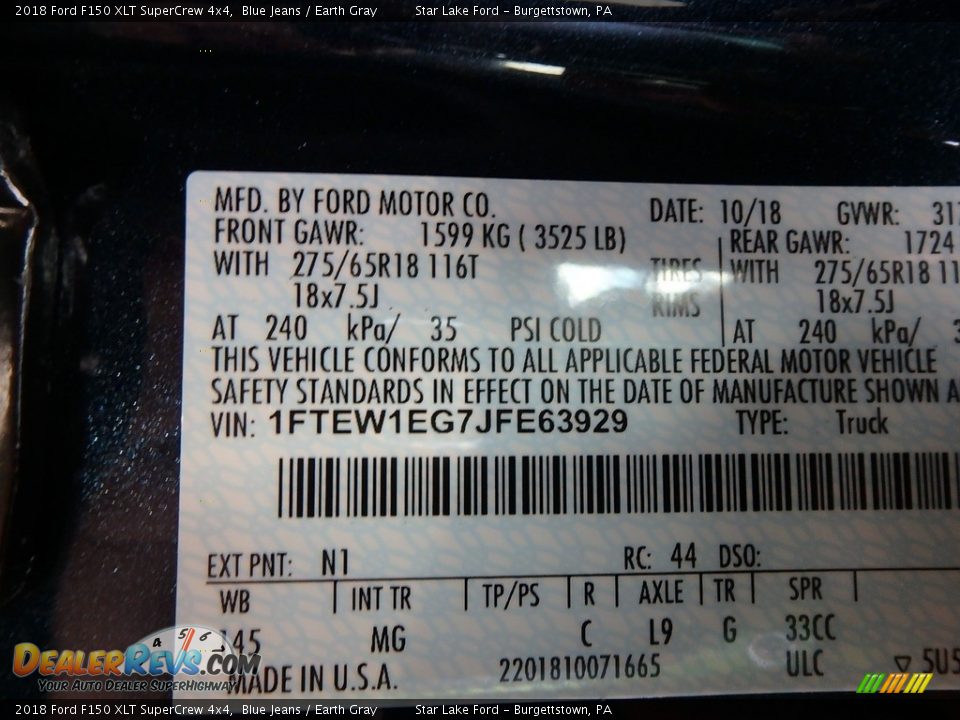 2018 Ford F150 XLT SuperCrew 4x4, Blue Jeans / Earth Gray Star Lake Ford - Burgettstown, PA
MFD. BY FORD MOTOR CO. DATE: 10/18 GVWR: 317
FRONT GAWR: 1599 KG ( 3525 LB) REAR GAWR: 1724
WITH 275/65R18 116T TIRES WITH 275/65R18 11
18x7.5J RIMS 18x7.5J
AT 240 kPa/ 35 PSI COLD AT 240 kPa/ 3
THIS VEHICLE CONFORMS TO ALL APPLICABLE FEDERAL MOTOR VEHICLE
SAFETY STANDARDS IN EFFECT ON THE DATE OF MANUFACTURE SHOWN A
VIN: 1FTEW1EG7JFE63929 TYPE: Truck
EXT PNT: N1 RC: 44 DSO:
WB INT TR TP/PS R AXLE TR SPR
145 MG C L9 G 33CC
MADE IN U.S.A. 2201810071665 ULC ▽ 5U5
4 5 6
DEALERREVS.COM
YOUR AUTO DEALER SUPERHIGHWAY
2018 Ford F150 XLT SuperCrew 4x4, Blue Jeans / Earth Gray Star Lake Ford - Burgettstown, PA